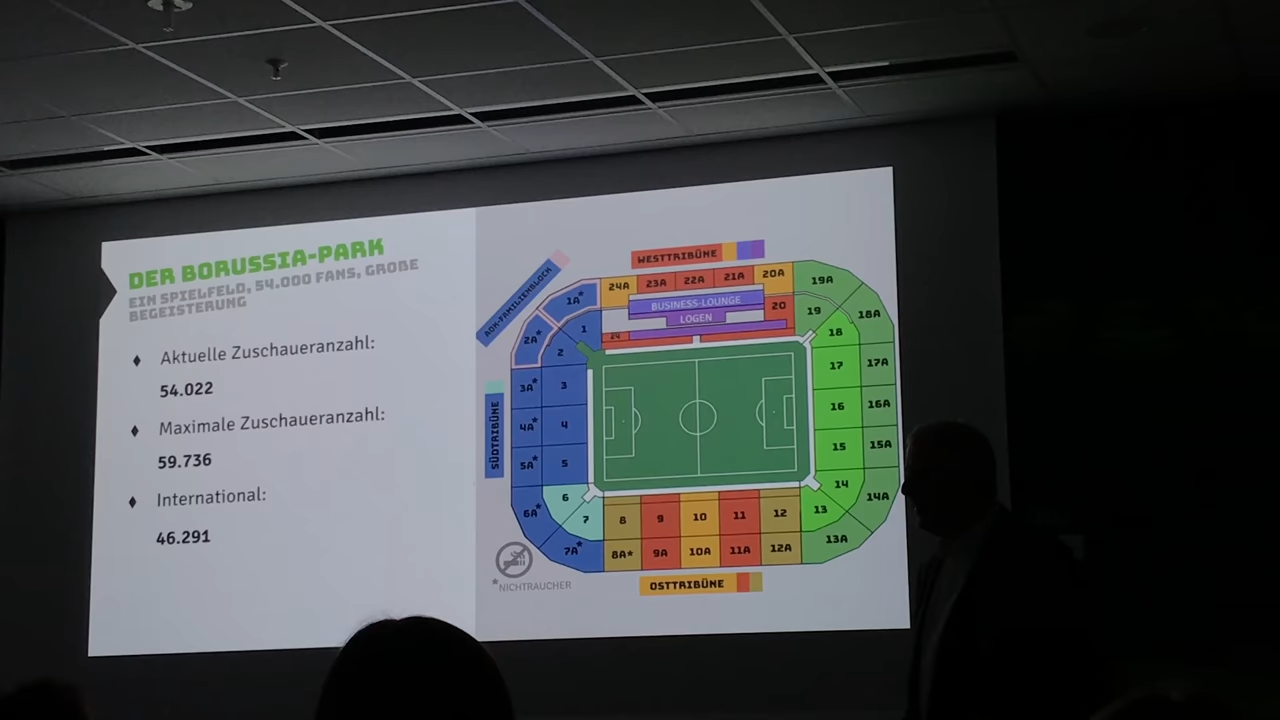 DER BORUSSIA-PARK
EIN SPIELFELD, 54.000 FANS, GROßE
BEGEISTERUNG
♦ Aktuelle Zuschaueranzahl:
54.022
♦ Maximale Zuschaueranzahl:
59.736
♦ International:
46.291
WESTTRIBÜNE
AOK-FAMILIENBLOCK
24A 23A 22A 21A 20A 19A
1A* BUSINESS-LOUNGE 20 19 18A
LOGEN
2A* 1 24 18
2 17 17A
3A* 3
SÜDTRIBÜNE
4A* 4 16 16A
5A* 5 15 15A
6A* 6 14 14A
7 8 9 10 11 12 13
7A* 8A* 9A 10A 11A 12A 13A
*NICHTRAUCHER
OSTTRIBÜNE